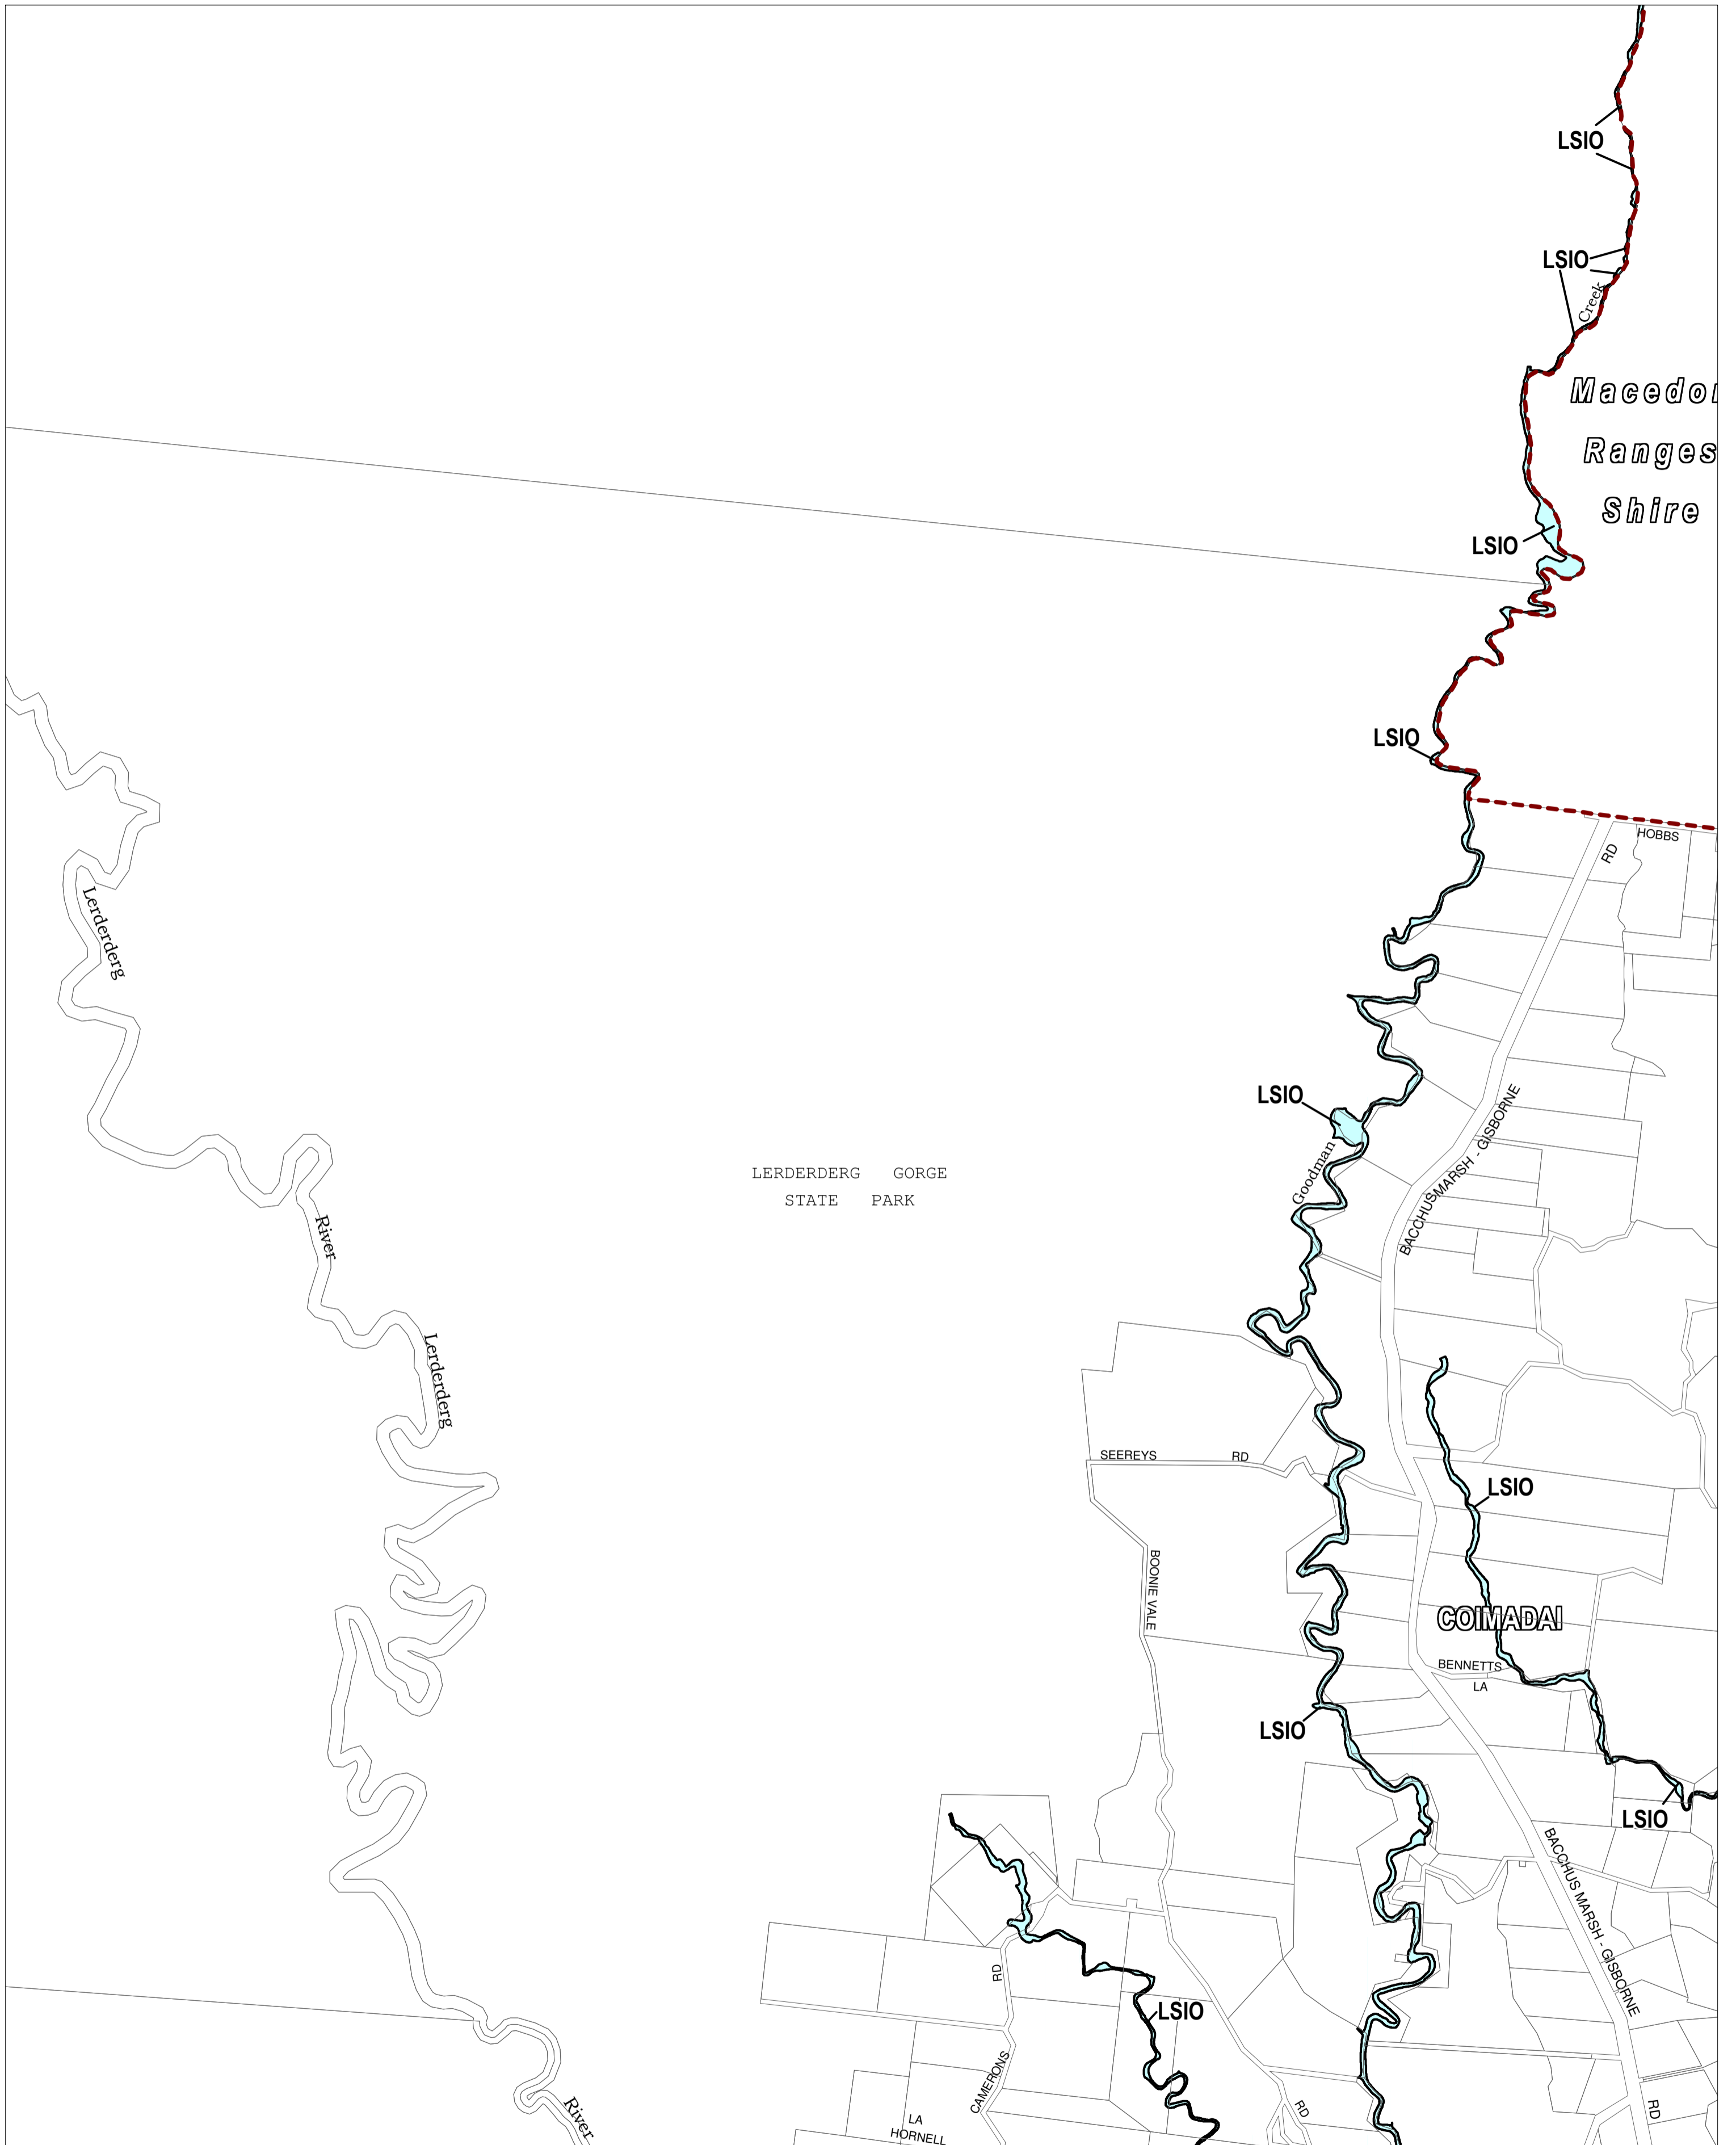 LSIO
LSIO
Creek
Macedon
Ranges
Shire
LSIO
LSIO
HOBBS
RD
Lerderderg
LSIO
BACCHUS MARSH - GISBORNE
Goodman
LERDERDERG GORGE
STATE PARK
River
Lerderderg
SEEREYS RD
LSIO
BOONIE VALE
COIMADAI
BENNETTS
LA
LSIO
LSIO
BACCHUS MARSH - GISBORNE
RD
LSIO
CAMERONS
River
LA
HORNELL
RD
RD